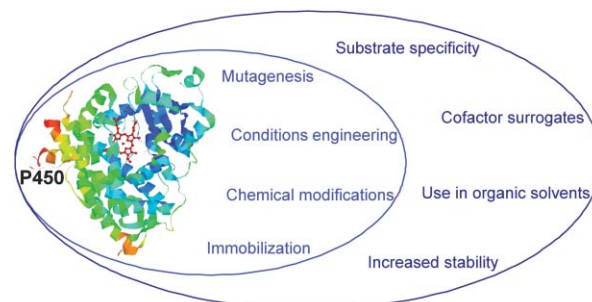 Substrate specificity
Mutagenesis
Cofactor surrogates
Conditions engineering
P450
Chemical modifications
Use in organic solvents
Immobilization
Increased stability